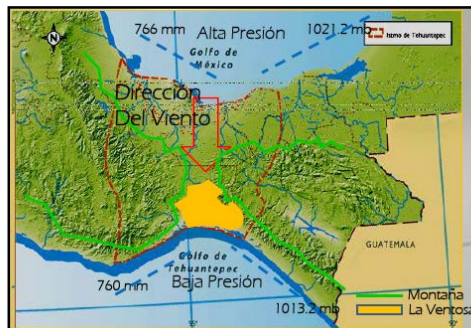 766 mm
Alta Presión
1021.2 mb
Istmo de Tehuantepec
Golfo de
México
Dirección
Del Viento
N
GUATEMALA
Golfo de
Tehuantepec
760 mm
Baja Presión
1013.2 mb
Montaña
La Ventos